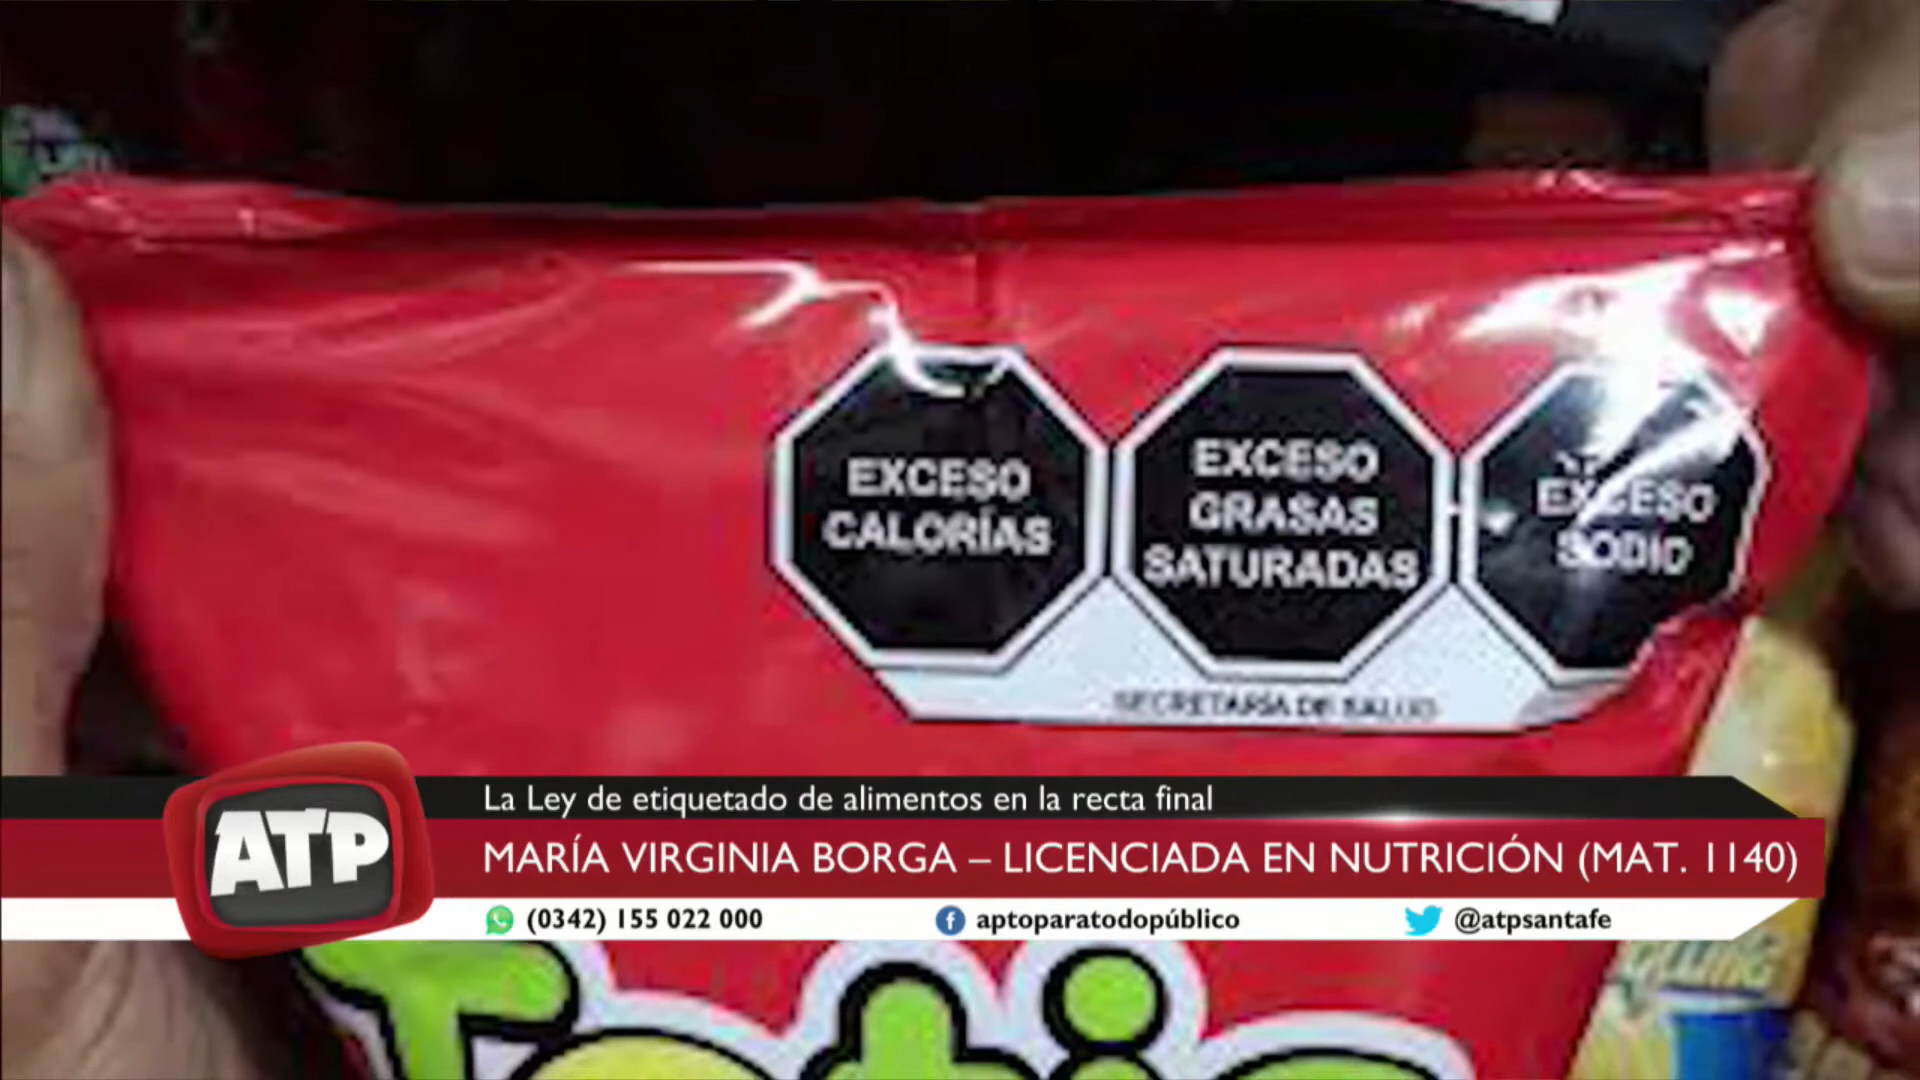 EXCESO
CALORÍAS
EXCESO
GRASAS
SATURADAS
EXCESO
SODIO
SECRETARÍA DE SALUD
ATP
La Ley de etiquetado de alimentos en la recta final
MARÍA VIRGINIA BORGA – LICENCIADA EN NUTRICIÓN (MAT. 1140)
(0342) 155 022 000
aptoparatodopúblico
@atpsantafe